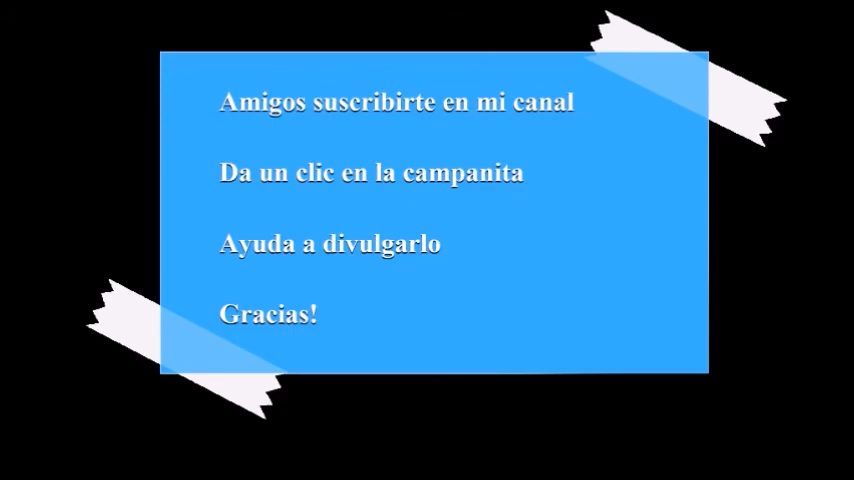 Amigos suscribirte en mi canal
Da un clic en la campanita
Ayuda a divulgarlo
Gracias!